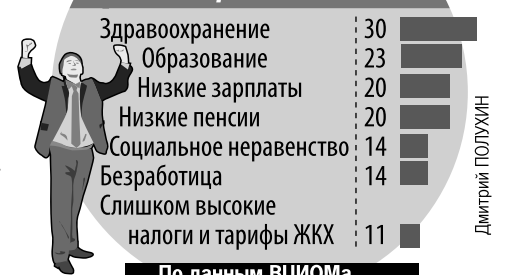 Здравоохранение 30
Образование 23
Низкие зарплаты 20
Низкие пенсии 20
Социальное неравенство 14
Безработица 14
Слишком высокие
налоги и тарифы ЖКХ 11
По данным ВЦИОМа
Дмитрий ПОЛУХИН